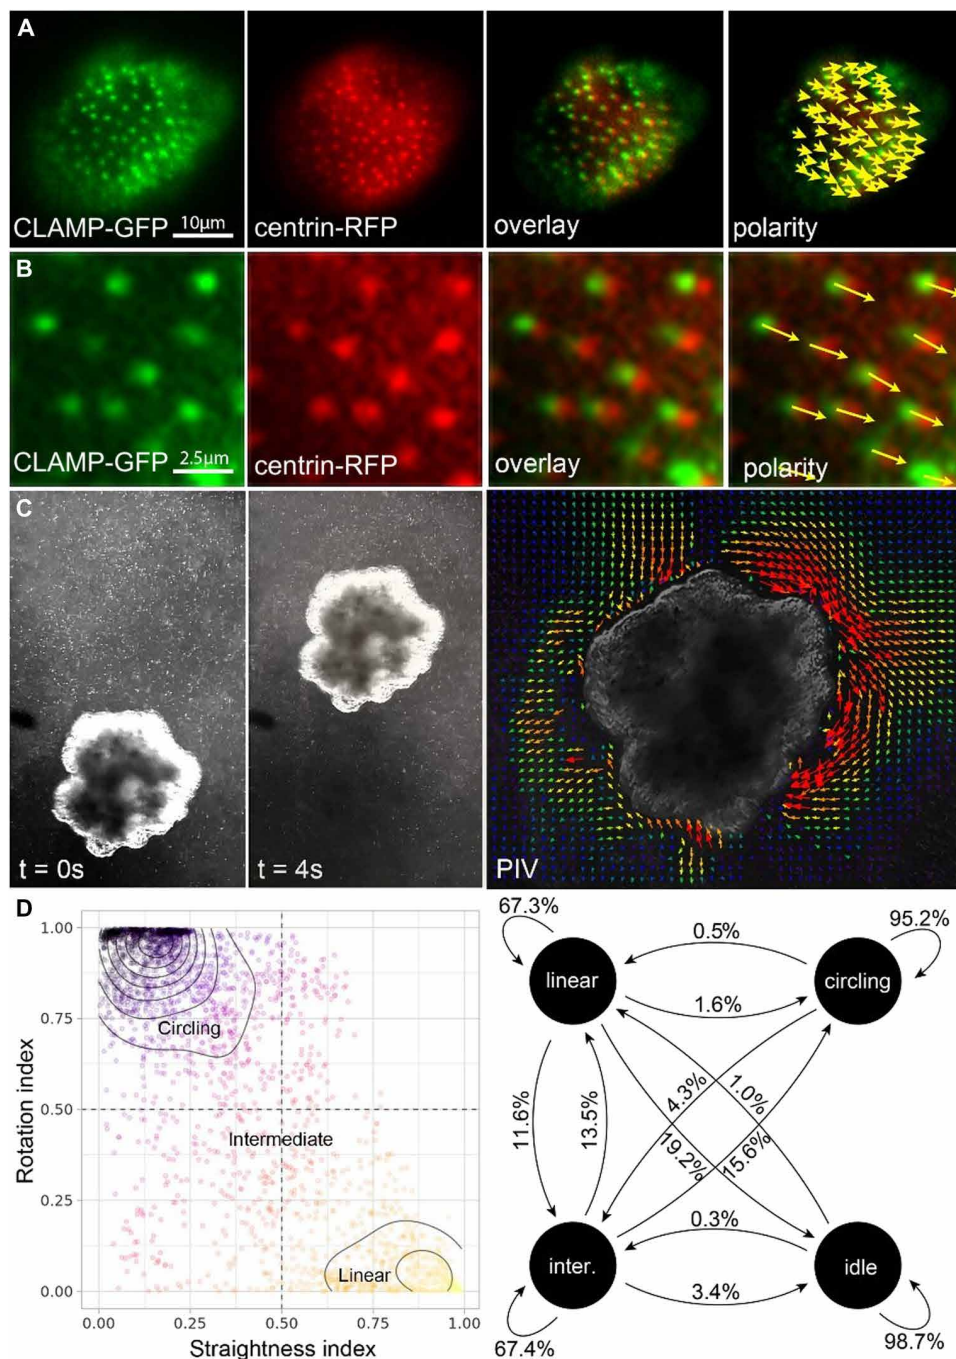 A
CLAMP-GFP
10µm
centrin-RFP
overlay
polarity
B
CLAMP-GFP
2.5µm
centrin-RFP
overlay
polarity
C
t = 0s
t = 4s
PIV
D
Rotation index
1.00
0.75
0.50
0.25
0.00
Circling
Intermediate
Linear
0.00 0.25 0.50 0.75 1.00
Straightness index
67.3%
95.2%
0.5%
linear
circling
1.6%
4.3%
1.0%
11.6%
13.5%
19.2%
15.6%
0.3%
inter.
idle
3.4%
67.4%
98.7%